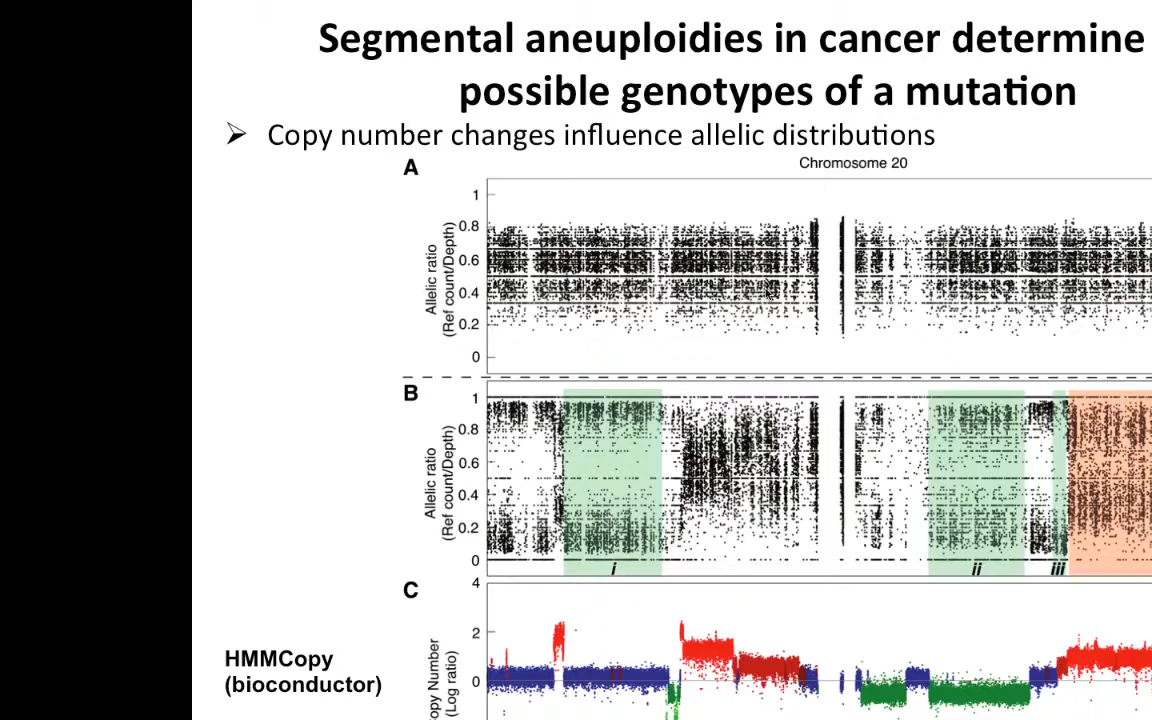 Segmental aneuploidies in cancer determine
possible genotypes of a mutation
➢ Copy number changes influence allelic distributions
A
Chromosome 20
1
0.8
0.6
0.4
0.2
0
Allelic ratio
(Ref count/Depth)
B
1
0.8
0.6
0.4
0.2
0
Allelic ratio
(Ref count/Depth)
i
ii
iii
C
4
2
0
opy Number
(Log ratio)
HMMCopy
(bioconductor)